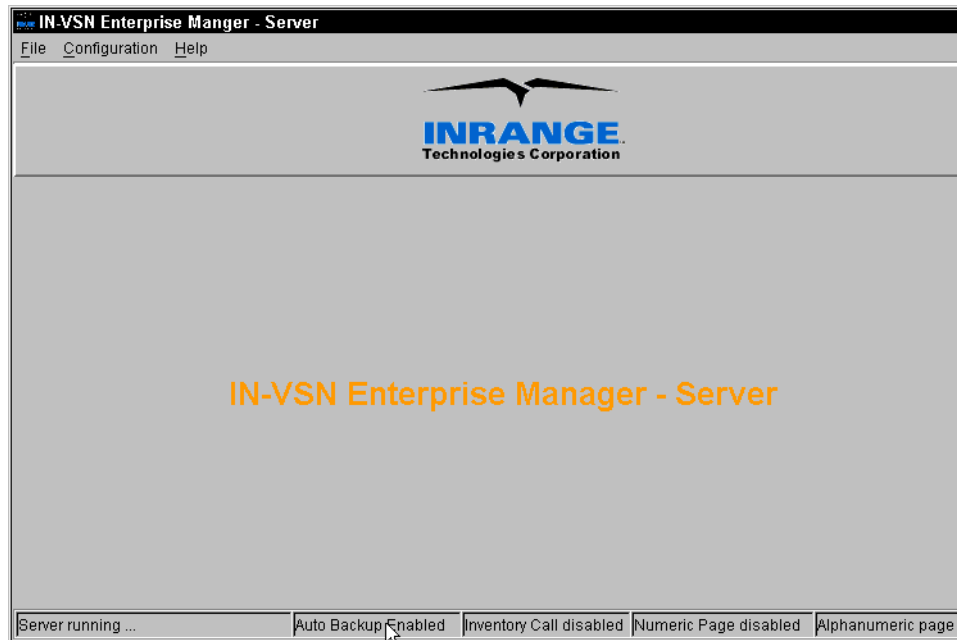 IN-VSN Enterprise Manger - Server
File Configuration Help
INRANGE.
Technologies Corporation
IN-VSN Enterprise Manager - Server
Server running ... Auto Backup Enabled Inventory Call disabled Numeric Page disabled Alphanumeric page